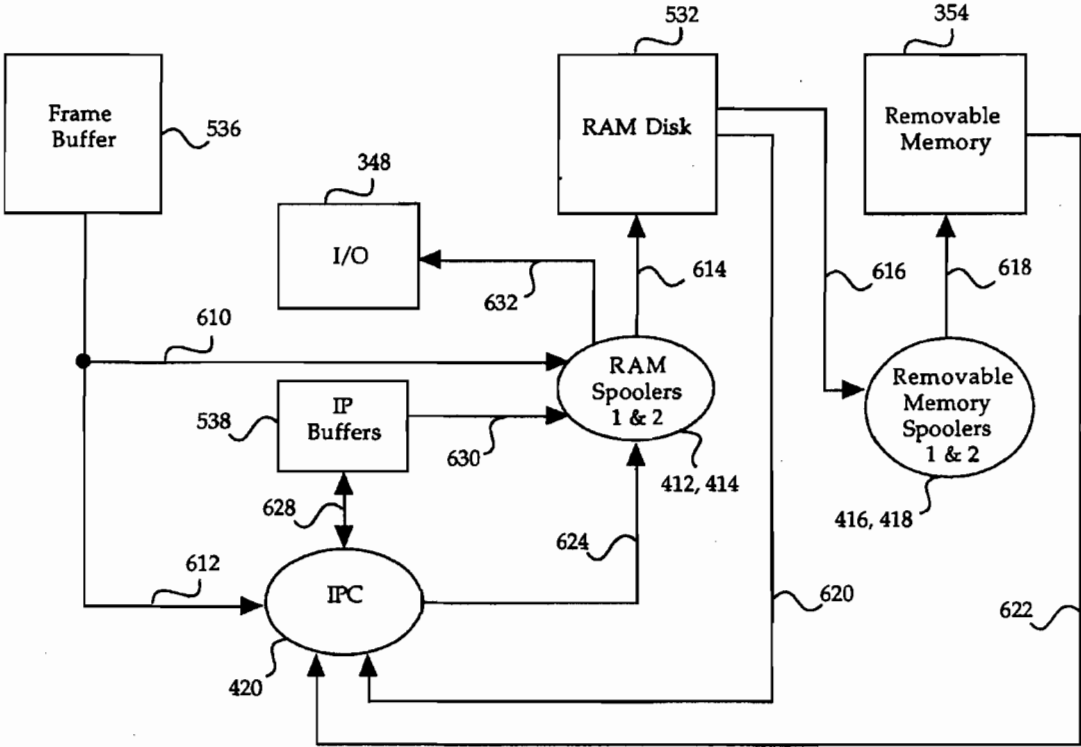 532
354
Frame
Buffer
536
RAM Disk
Removable
Memory
348
I/O
632
614
616
618
610
RAM
Spoolers
1 & 2
Removable
Memory
Spoolers
1 & 2
538
IP
Buffers
630
412, 414
416, 418
628
624
612
IPC
620
622
420